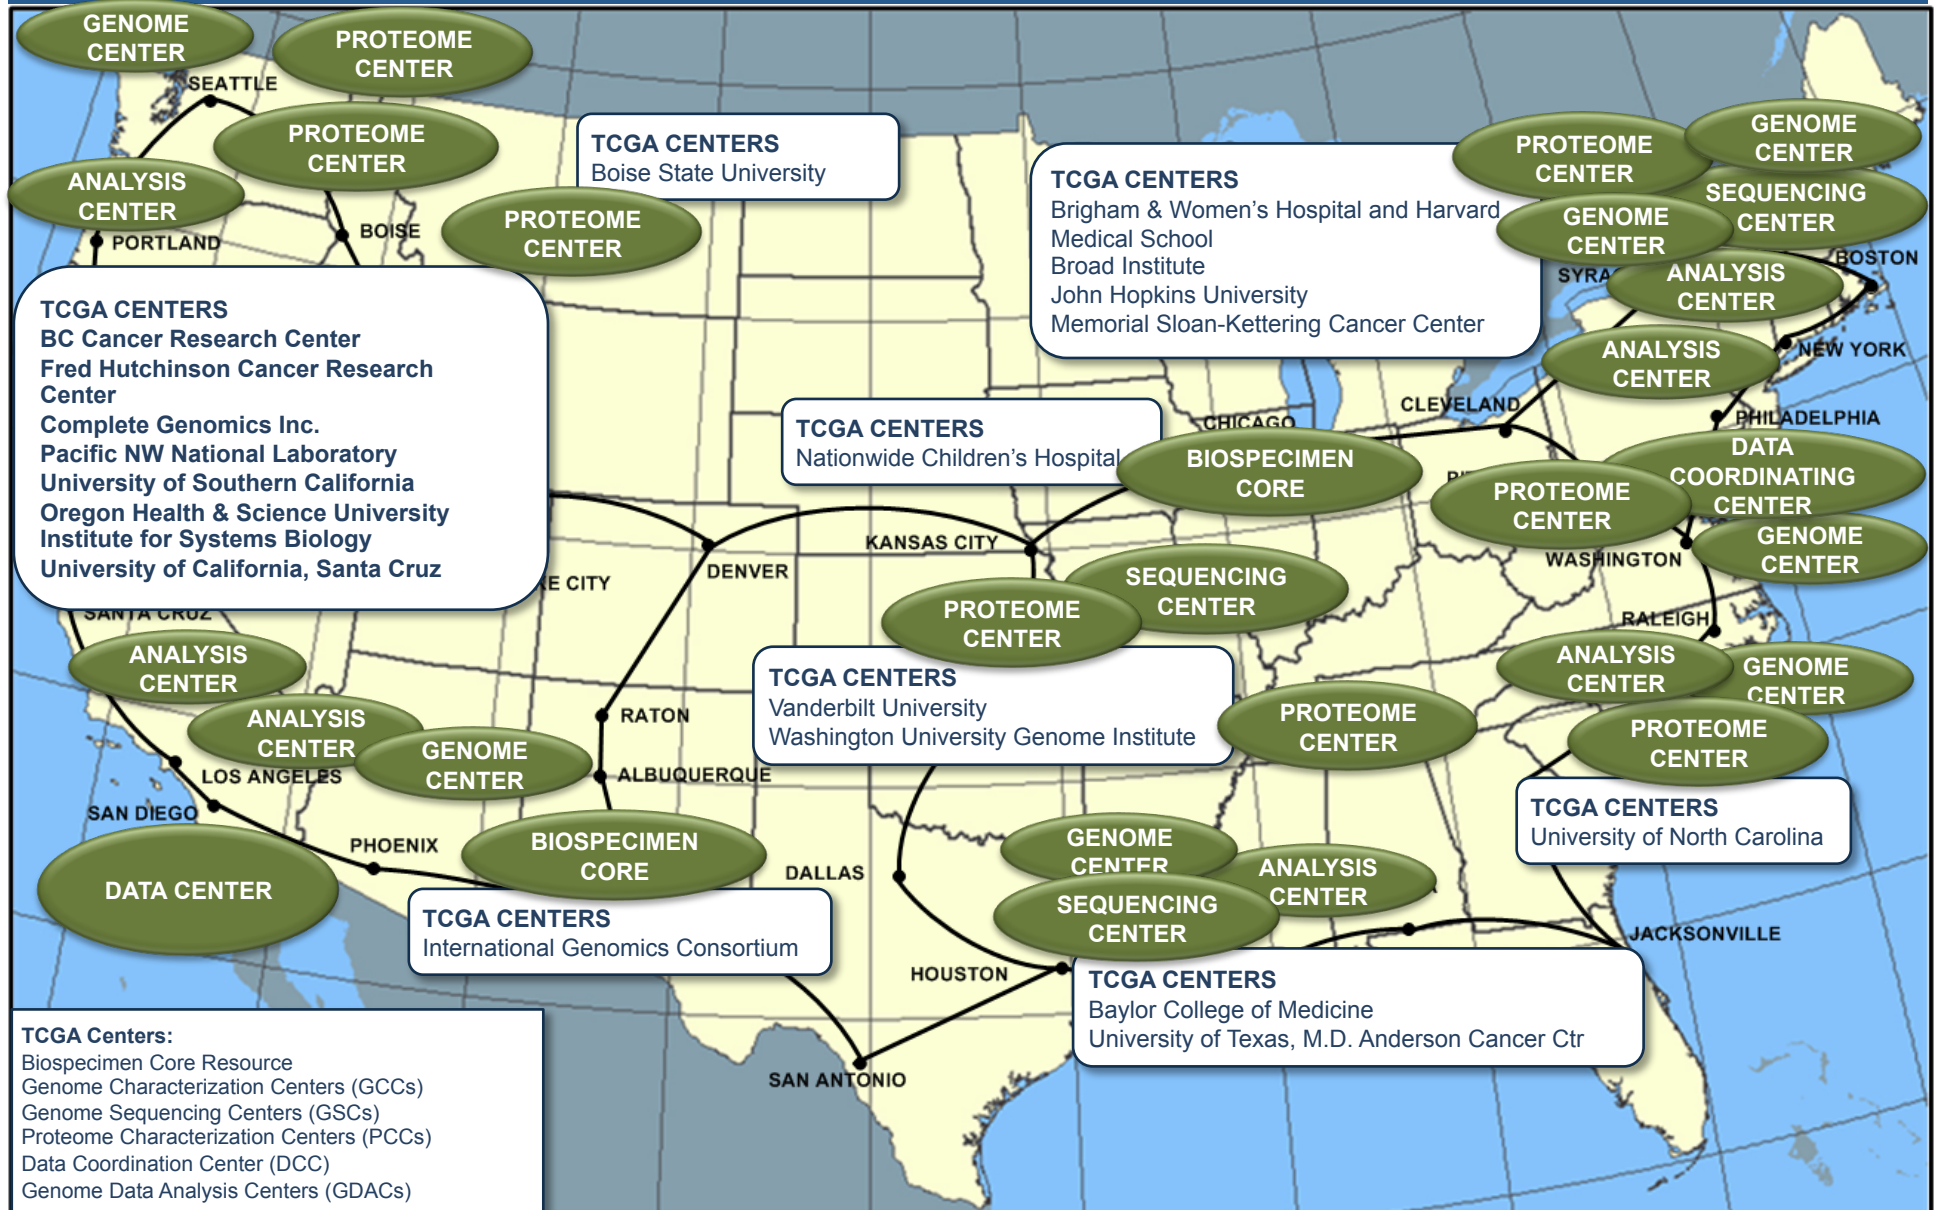 GENOME
CENTER
PROTEOME
CENTER
SEATTLE
PROTEOME
CENTER
ANALYSIS
CENTER
PORTLAND
BOISE
PROTEOME
CENTER
TCGA CENTERS
Boise State University
TCGA CENTERS
Brigham & Women's Hospital and Harvard
Medical School
Broad Institute
John Hopkins University
Memorial Sloan-Kettering Cancer Center
PROTEOME
CENTER
GENOME
CENTER
SEQUENCING
CENTER
GENOME
CENTER
BOSTON
SYRA
ANALYSIS
CENTER
ANALYSIS
CENTER
NEW YORK
PHILADELPHIA
CLEVELAND
CHICAGO
TCGA CENTERS
BC Cancer Research Center
Fred Hutchinson Cancer Research
Center
Complete Genomics Inc.
Pacific NW National Laboratory
University of Southern California
Oregon Health & Science University
Institute for Systems Biology
University of California, Santa Cruz
TCGA CENTERS
Nationwide Children's Hospital
BIOSPECIMEN
CORE
PROTEOME
CENTER
DATA
COORDINATING
CENTER
GENOME
CENTER
WASHINGTON
KANSAS CITY
DENVER
KE CITY
SEQUENCING
CENTER
PROTEOME
CENTER
RALEIGH
SANTA CRUZ
ANALYSIS
CENTER
ANALYSIS
CENTER
GENOME
CENTER
TCGA CENTERS
Vanderbilt University
Washington University Genome Institute
PROTEOME
CENTER
ANALYSIS
CENTER
GENOME
CENTER
PROTEOME
CENTER
RATON
ALBUQUERQUE
LOS ANGELES
SAN DIEGO
PHOENIX
TCGA CENTERS
University of North Carolina
DATA CENTER
BIOSPECIMEN
CORE
DALLAS
GENOME
CENTER
ANALYSIS
CENTER
SEQUENCING
CENTER
TCGA CENTERS
International Genomics Consortium
HOUSTON
JACKSONVILLE
TCGA CENTERS
Baylor College of Medicine
University of Texas, M.D. Anderson Cancer Ctr
SAN ANTONIO
TCGA Centers:
Biospecimen Core Resource
Genome Characterization Centers (GCCs)
Genome Sequencing Centers (GSCs)
Proteome Characterization Centers (PCCs)
Data Coordination Center (DCC)
Genome Data Analysis Centers (GDACs)